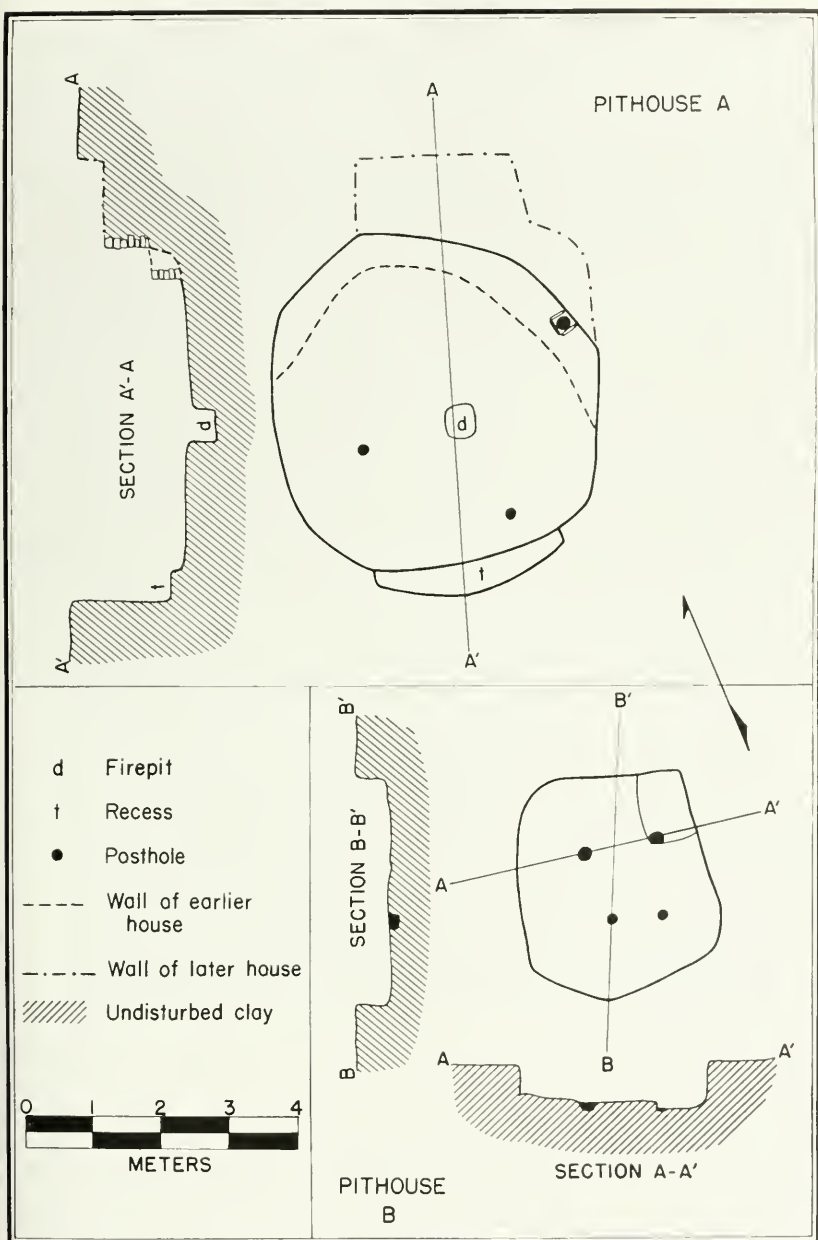 PITHOUSE A
A
A'
SECTION A'-A
d
t
A
d
t
A'
d Firepit
t Recess
Posthole
Wall of earlier
house
Wall of later house
Undisturbed clay
0 1 2 3 4
METERS
B'
SECTION B-B'
B
B'
A
A'
B
A
A'
SECTION A-A'
PITHOUSE
B